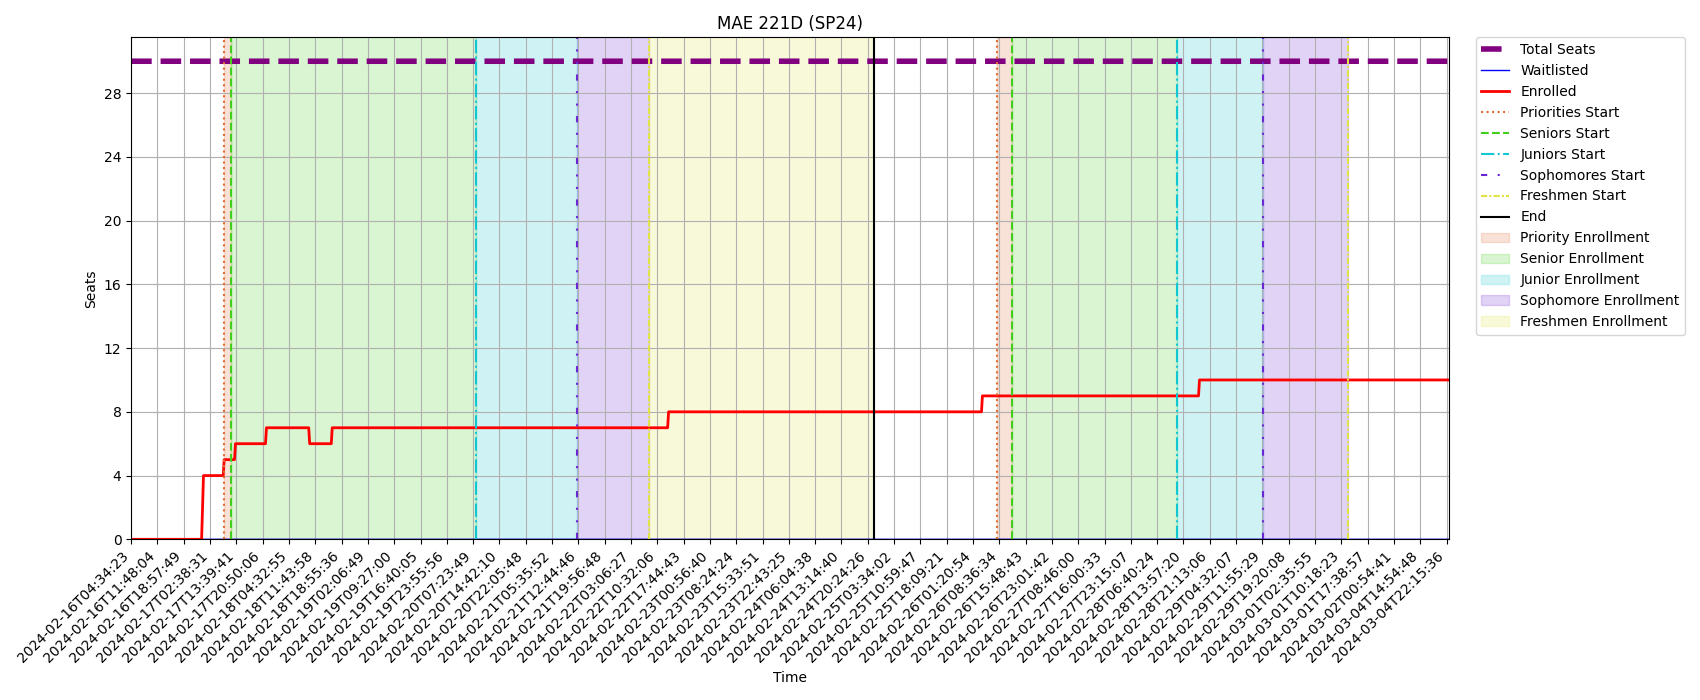 MAE 221D (SP24)
Total Seats
Waitlisted
Enrolled
Priorities Start
Seniors Start
Juniors Start
Sophomores Start
Freshmen Start
End
Priority Enrollment
Senior Enrollment
Junior Enrollment
Sophomore Enrollment
Freshmen Enrollment
Seats
28
24
20
16
12
8
4
0
2024-02-16T04:34:23
2024-02-16T11:48:04
2024-02-16T18:57:49
2024-02-17T02:38:31
2024-02-17T13:39:41
2024-02-17T20:50:06
2024-02-18T04:32:55
2024-02-18T11:43:58
2024-02-18T18:55:36
2024-02-19T02:06:49
2024-02-19T09:27:00
2024-02-19T16:40:05
2024-02-19T23:55:56
2024-02-20T07:23:49
2024-02-20T14:42:10
2024-02-20T22:05:48
2024-02-21T05:35:52
2024-02-21T12:44:46
2024-02-21T19:56:48
2024-02-22T03:06:27
2024-02-22T10:32:06
2024-02-22T17:44:43
2024-02-23T00:56:40
2024-02-23T08:24:24
2024-02-23T15:33:51
2024-02-23T22:43:25
2024-02-24T06:04:38
2024-02-24T13:14:40
2024-02-24T20:24:26
2024-02-25T03:34:02
2024-02-25T10:59:47
2024-02-25T18:09:21
2024-02-26T01:20:54
2024-02-26T08:36:34
2024-02-26T15:48:43
2024-02-26T23:01:42
2024-02-27T08:46:00
2024-02-27T16:00:33
2024-02-27T23:15:07
2024-02-28T06:40:24
2024-02-28T13:57:20
2024-02-28T21:13:06
2024-02-29T04:32:07
2024-02-29T11:55:29
2024-02-29T19:20:08
2024-03-01T02:35:55
2024-03-01T10:18:23
2024-03-01T17:38:57
2024-03-02T00:54:41
2024-03-04T14:54:48
2024-03-04T22:15:36
Time